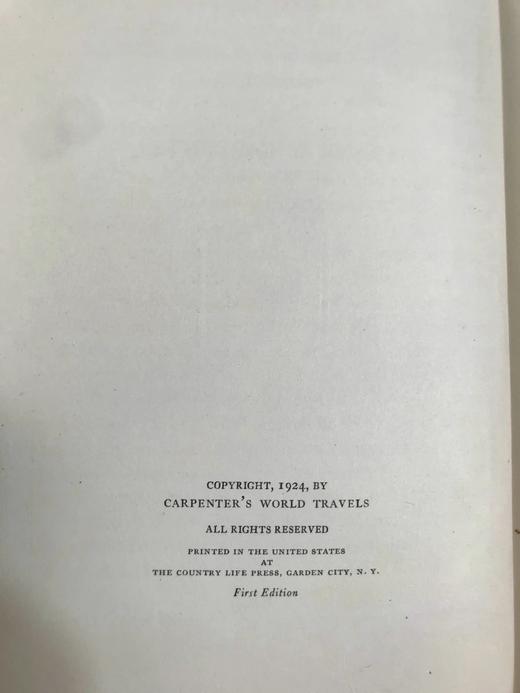 COPYRIGHT, 1924, BY
CARPENTER'S WORLD TRAVELS
ALL RIGHTS RESERVED
PRINTED IN THE UNITED STATES
AT
THE COUNTRY LIFE PRESS, GARDEN CITY, N. Y.
First Edition